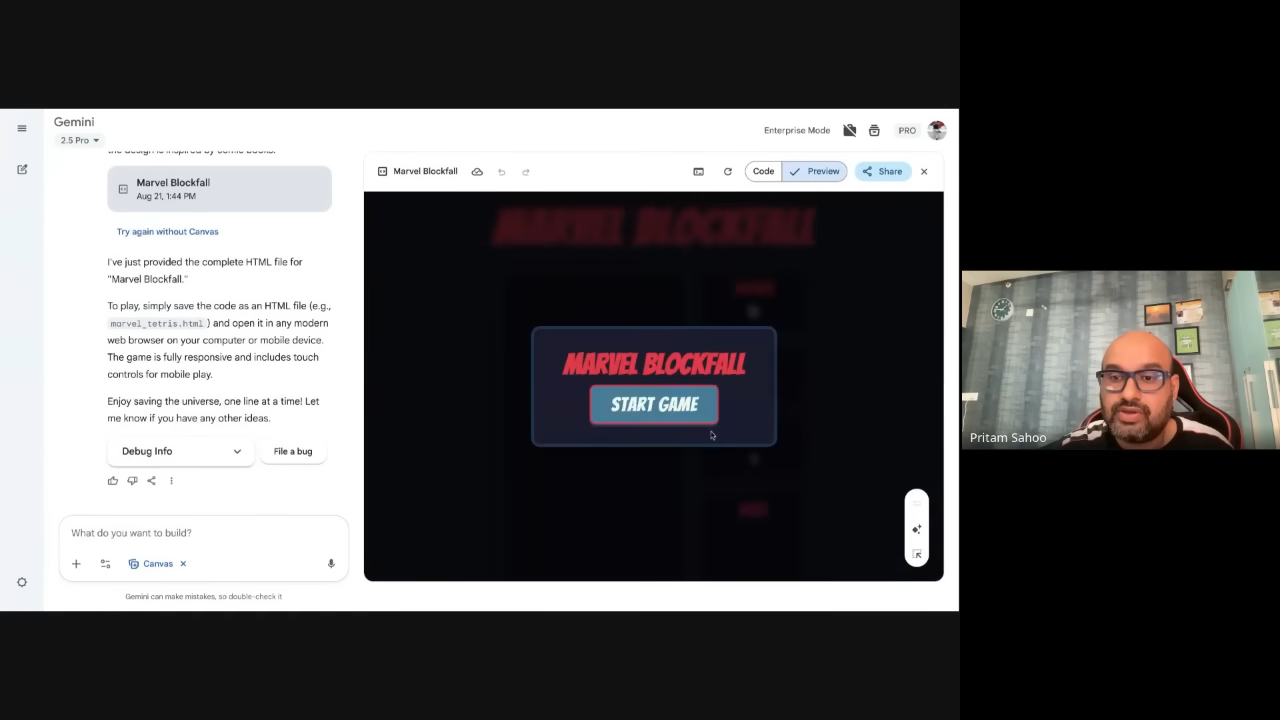 Gemini
2.5 Pro
Enterprise Mode
PRO
Marvel Blockfall
Aug 21, 1:44 PM
Try again without Canvas
I've just provided the complete HTML file for
"Marvel Blockfall."
To play, simply save the code as an HTML file (e.g.,
marvel_tetris.html ) and open it in any modern
web browser on your computer or mobile device.
The game is fully responsive and includes touch
controls for mobile play.
Enjoy saving the universe, one line at a time! Let
me know if you have any other ideas.
Debug Info
File a bug
What do you want to build?
Canvas
Gemini can make mistakes, so double-check it
Marvel Blockfall
Code
Preview
Share
MARVEL BLOCKFALL
MARVEL BLOCKFALL
START GAME
Pritam Sahoo